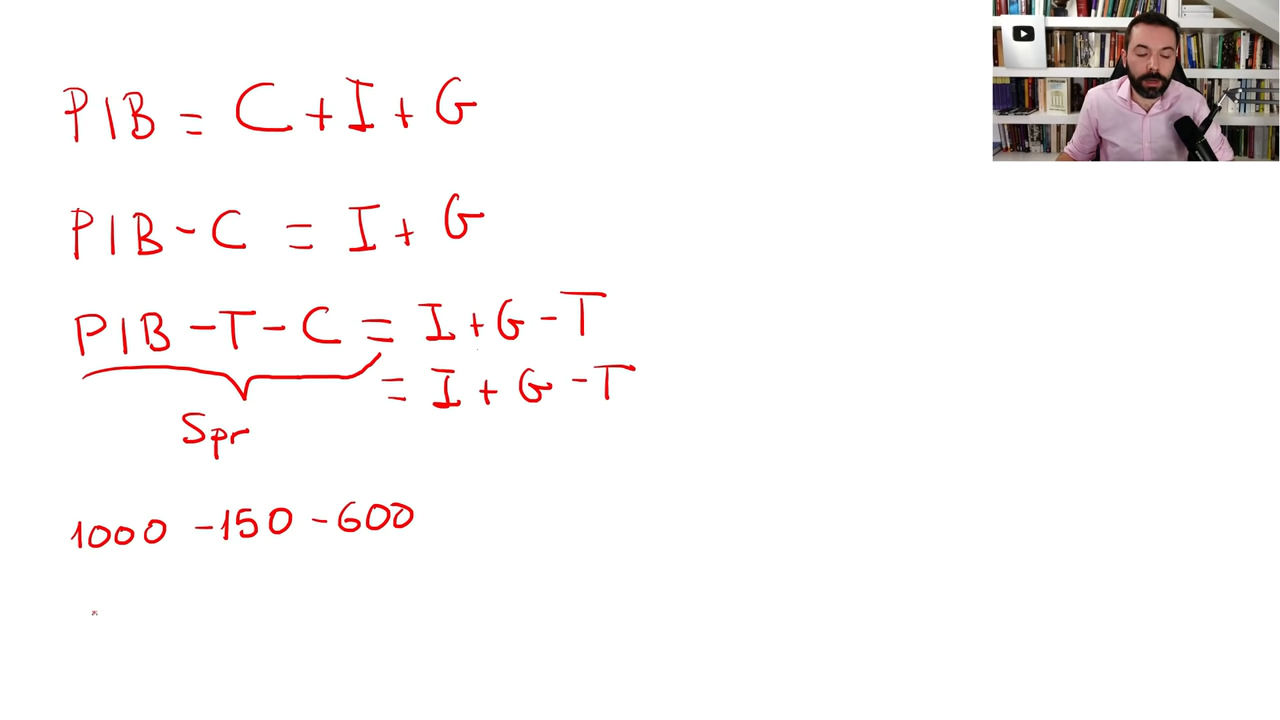 PIB = C + I + G
PIB - C = I + G
PIB - T - C = I + G - T
= I + G - T
Spr
1000 - 150 - 600